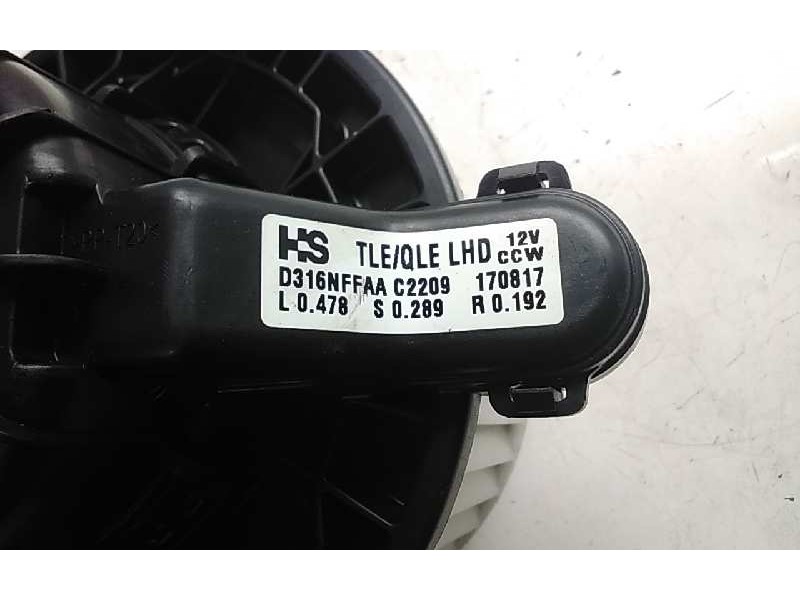 HS TLE/QLE LHD 12V CCW
D316NFFAA C2209 170817
L 0.478 S 0.289 R 0.192